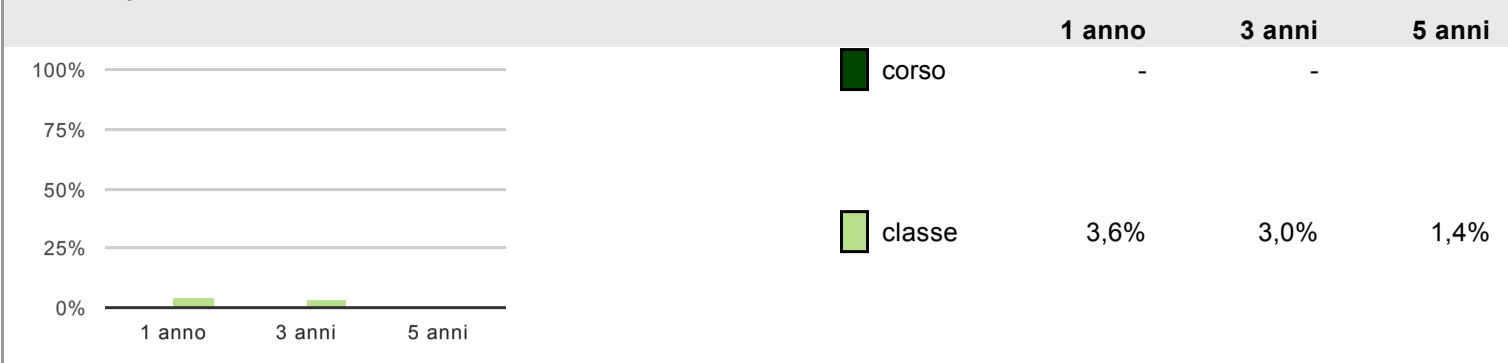 1 anno 3 anni 5 anni
100%
75%
50%
25%
0%
1 anno 3 anni 5 anni
corso - -
classe 3,6% 3,0% 1,4%